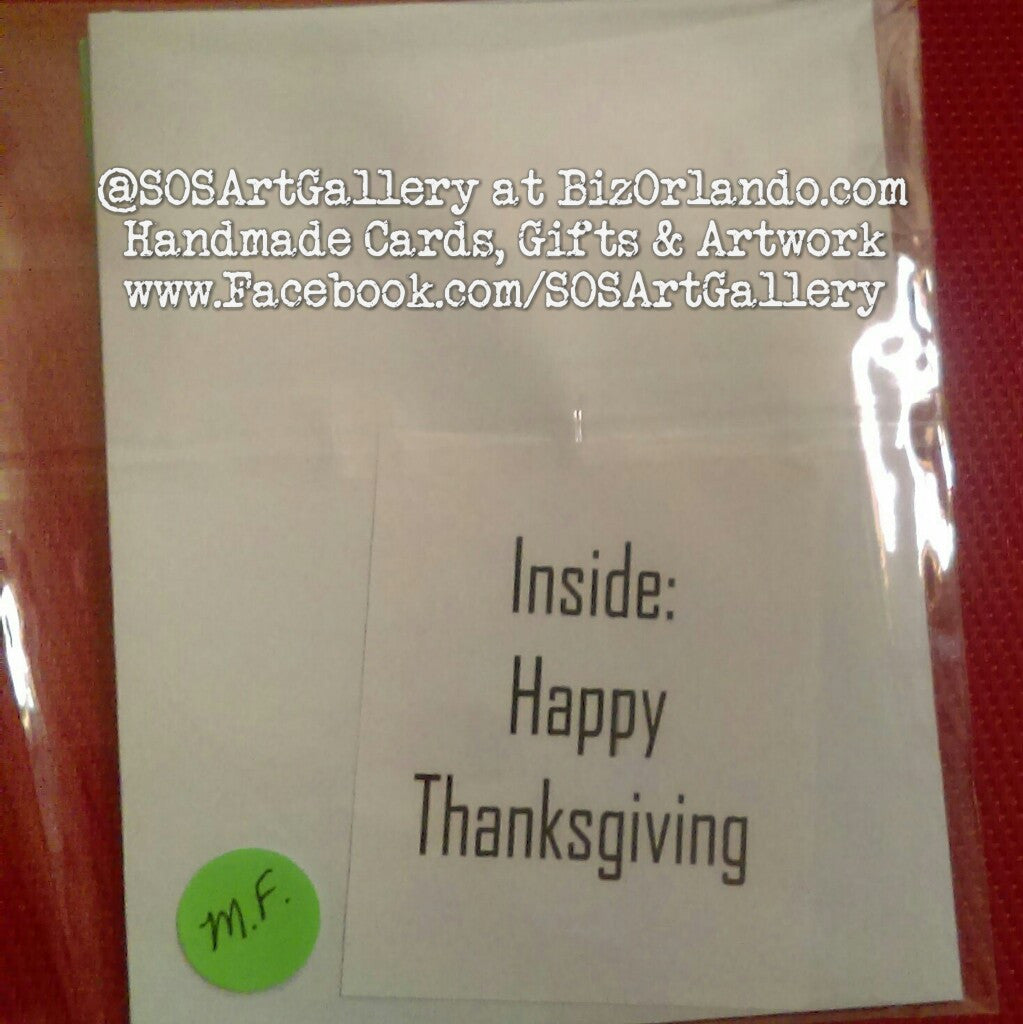 @SOSArtGallery at BizOrlando.com
Handmade Cards, Gifts & Artwork
www.Facebook.com/SOSArtGallery
Inside:
Happy
Thanksgiving
M.F.